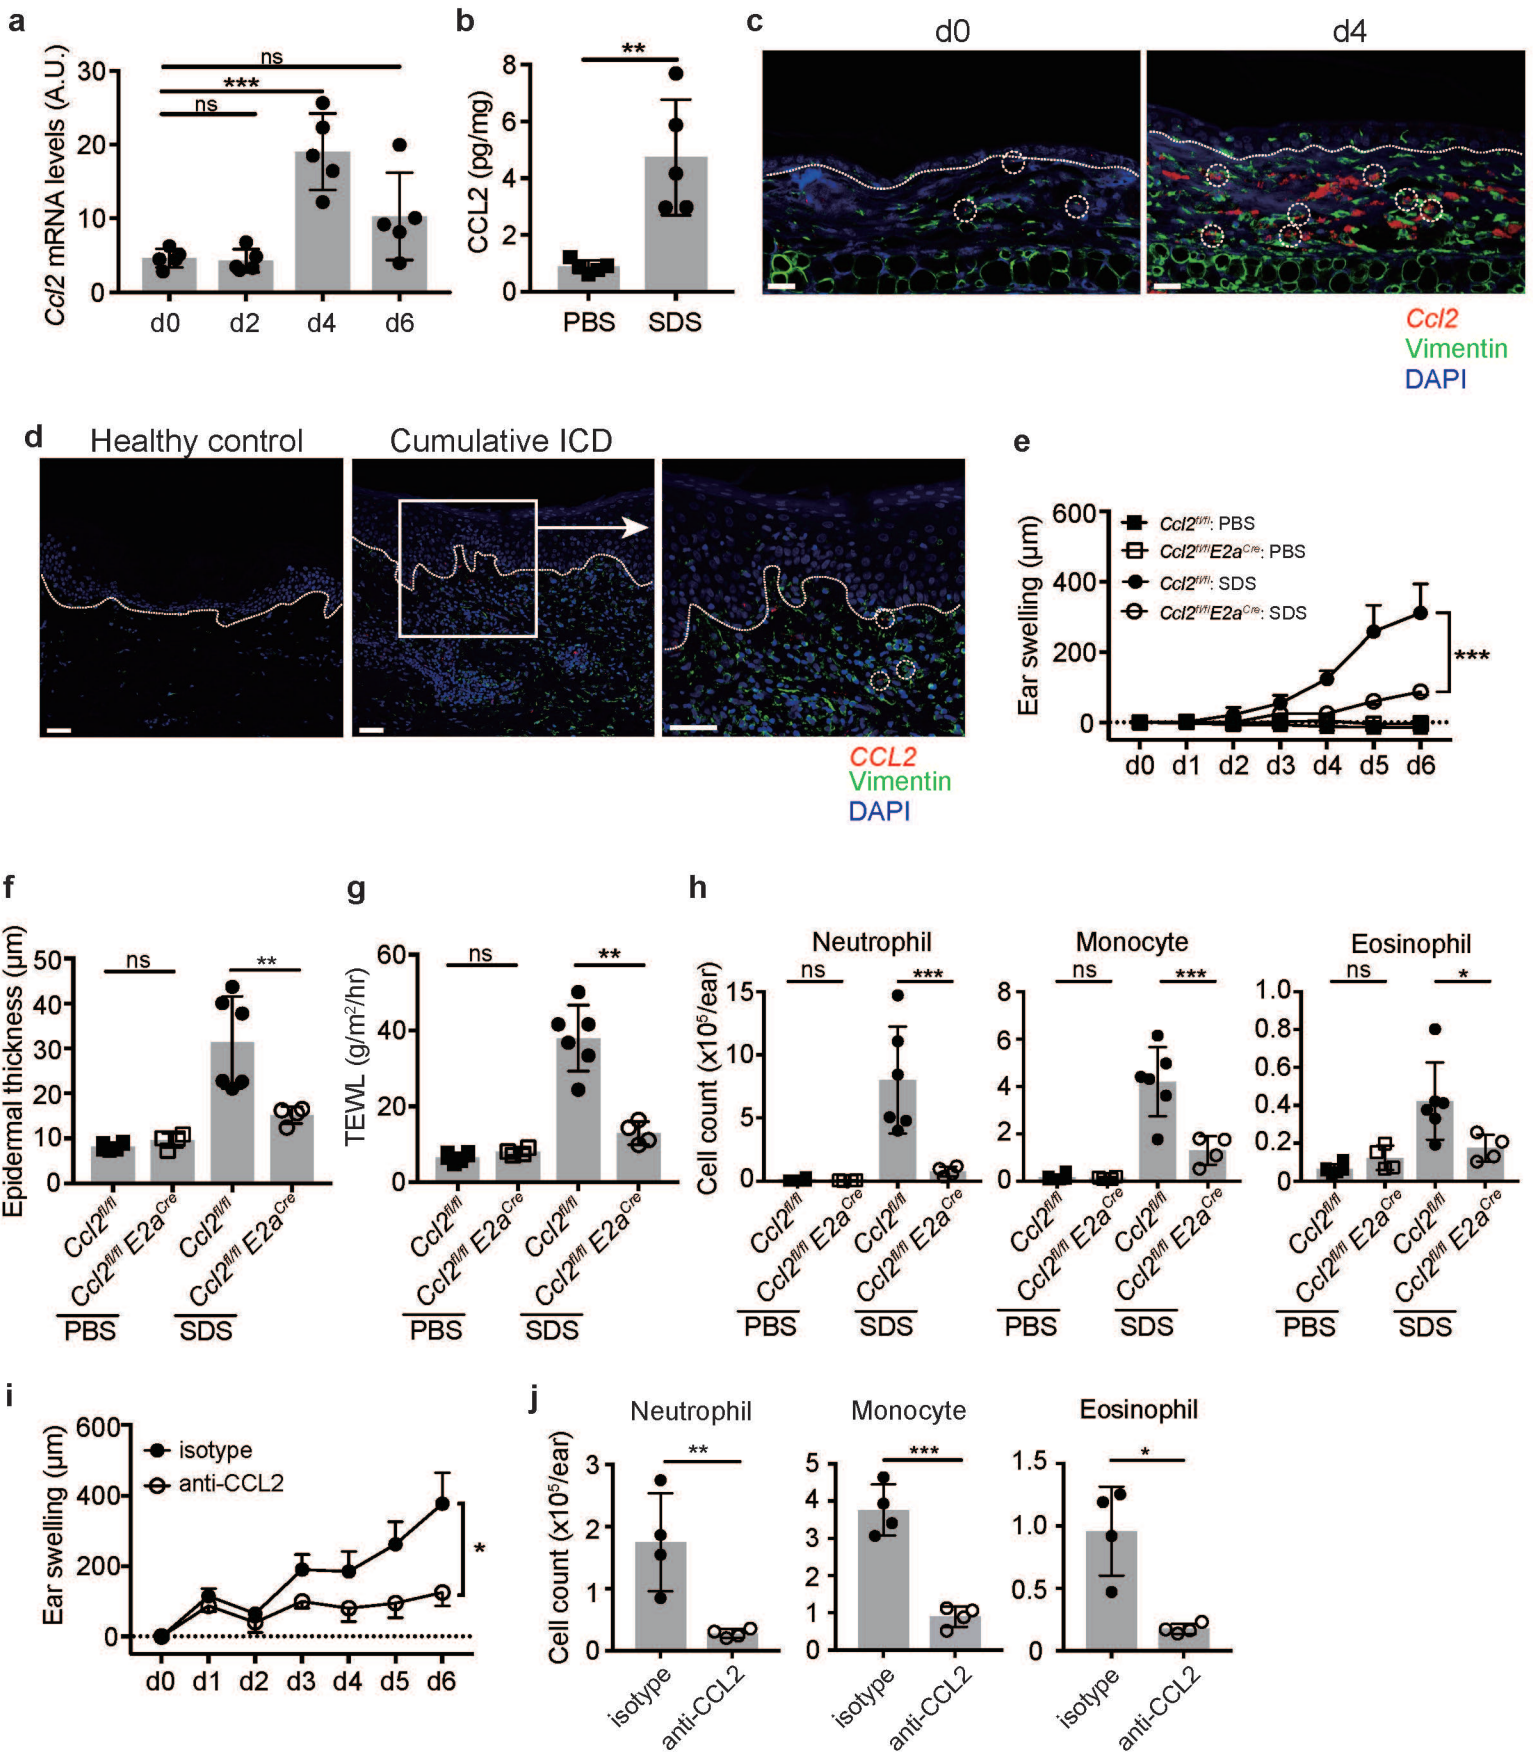 a
Ccl2 mRNA levels (A.U.)
30
20
10
0
ns
***
ns
d0 d2 d4 d6
b
CCL2 (pg/mg)
8
6
4
2
0
**
PBS SDS
c
d0 d4
Ccl2
Vimentin
DAPI
d
Healthy control Cumulative ICD
CCL2
Vimentin
DAPI
e
Ear swelling (µm)
600
400
200
0
Ccl2fl/fl: PBS
Ccl2fl/flE2aCre: PBS
Ccl2fl/fl: SDS
Ccl2fl/flE2aCre: SDS
***
d0 d1 d2 d3 d4 d5 d6
f
Epidermal thickness (µm)
50
40
30
20
10
0
ns **
Ccl2fl/fl
Ccl2fl/fl E2aCre
Ccl2fl/fl
Ccl2fl/fl E2aCre
PBS SDS
g
TEWL (g/m²/hr)
60
40
20
0
ns **
Ccl2fl/fl
Ccl2fl/fl E2aCre
Ccl2fl/fl
Ccl2fl/fl E2aCre
PBS SDS
h
Cell count (x10⁵/ear)
Neutrophil
15
10
5
0
ns ***
Ccl2fl/fl
Ccl2fl/fl E2aCre
Ccl2fl/fl
Ccl2fl/fl E2aCre
PBS SDS
Monocyte
8
6
4
2
0
ns ***
Ccl2fl/fl
Ccl2fl/fl E2aCre
Ccl2fl/fl
Ccl2fl/fl E2aCre
PBS SDS
Eosinophil
1.0
0.8
0.6
0.4
0.2
0
ns *
Ccl2fl/fl
Ccl2fl/fl E2aCre
Ccl2fl/fl
Ccl2fl/fl E2aCre
PBS SDS
i
Ear swelling (µm)
600
400
200
0
isotype
anti-CCL2
*
d0 d1 d2 d3 d4 d5 d6
j
Cell count (x10⁵/ear)
Neutrophil
3
2
1
0
**
isotype
anti-CCL2
Monocyte
5
4
3
2
1
0
***
isotype
anti-CCL2
Eosinophil
1.5
1.0
0.5
0
*
isotype
anti-CCL2